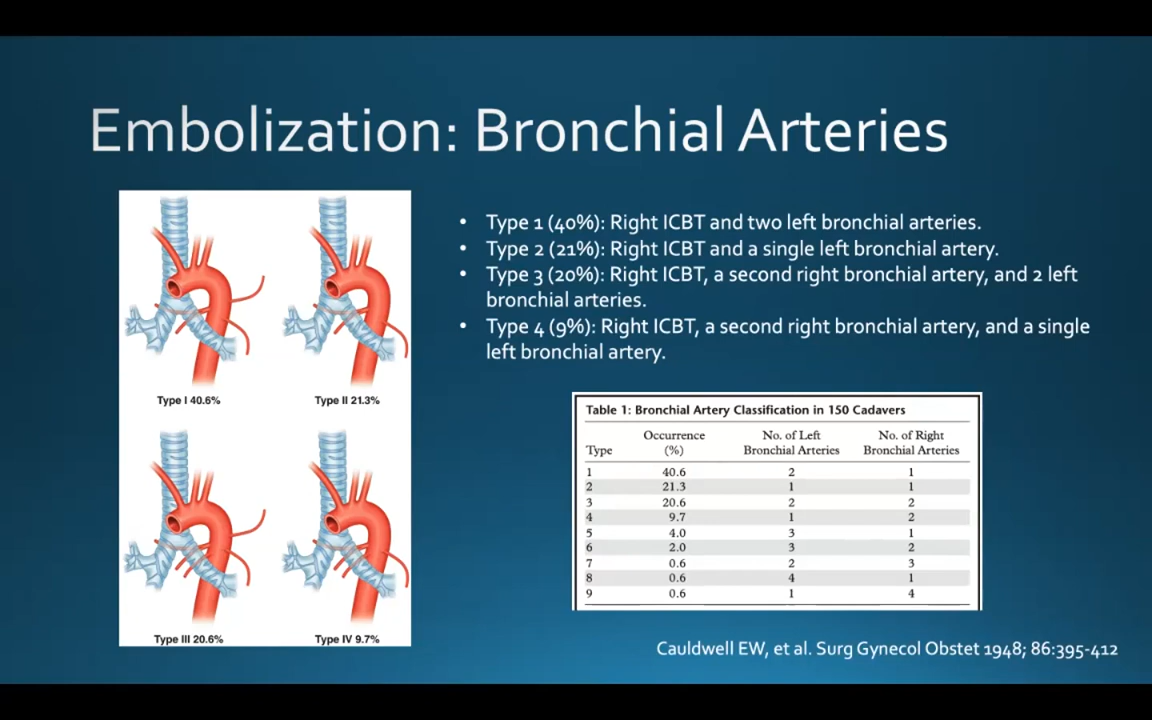 Embolization: Bronchial Arteries
Type I 40.6%
Type II 21.3%
Type III 20.6%
Type IV 9.7%
• Type 1 (40%): Right ICBT and two left bronchial arteries.
• Type 2 (21%): Right ICBT and a single left bronchial artery.
• Type 3 (20%): Right ICBT, a second right bronchial artery, and 2 left
bronchial arteries.
• Type 4 (9%): Right ICBT, a second right bronchial artery, and a single
left bronchial artery.
Table 1: Bronchial Artery Classification in 150 Cadavers
Type Occurrence (%) No. of Left Bronchial Arteries No. of Right Bronchial Arteries
1 40.6 2 1
2 21.3 1 1
3 20.6 2 2
4 9.7 1 2
5 4.0 3 1
6 2.0 3 2
7 0.6 2 3
8 0.6 4 1
9 0.6 1 4
Cauldwell EW, et al. Surg Gynecol Obstet 1948; 86:395-412